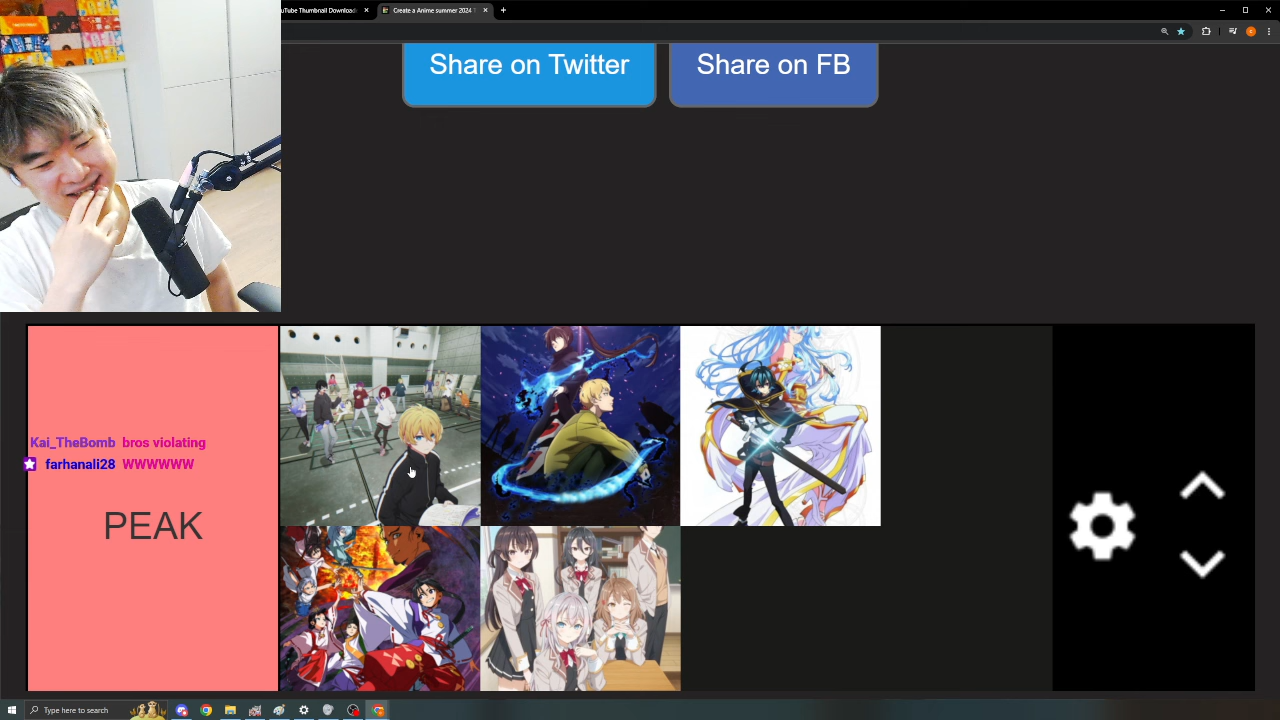 ouTube Thumbnail Download
Create a Anime summer 2024 T
Share on Twitter
Share on FB
Kai_TheBomb bros violating
farhanali28 WWWWWW
PEAK
Type here to search